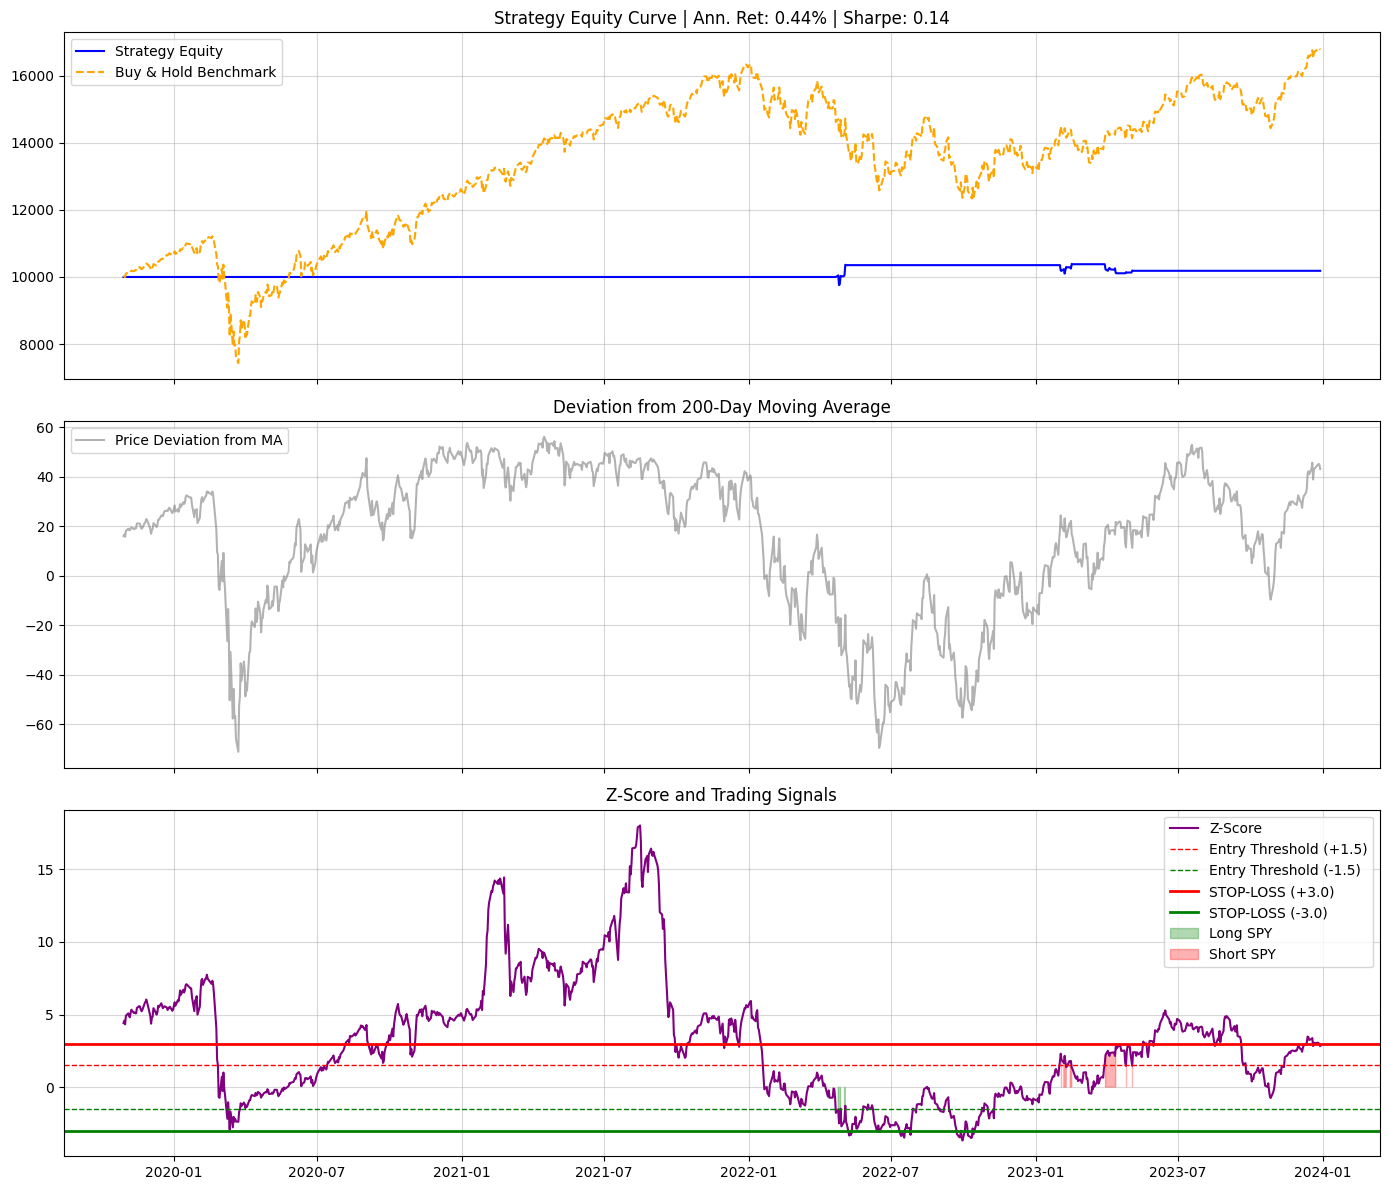 Strategy Equity Curve | Ann. Ret: 0.44% | Sharpe: 0.14
Strategy Equity
Buy & Hold Benchmark
16000
14000
12000
10000
8000
Deviation from 200-Day Moving Average
Price Deviation from MA
60
40
20
0
−20
−40
−60
Z-Score and Trading Signals
Z-Score
Entry Threshold (+1.5)
Entry Threshold (-1.5)
STOP-LOSS (+3.0)
STOP-LOSS (-3.0)
Long SPY
Short SPY
15
10
5
0
2020-01
2020-07
2021-01
2021-07
2022-01
2022-07
2023-01
2023-07
2024-01